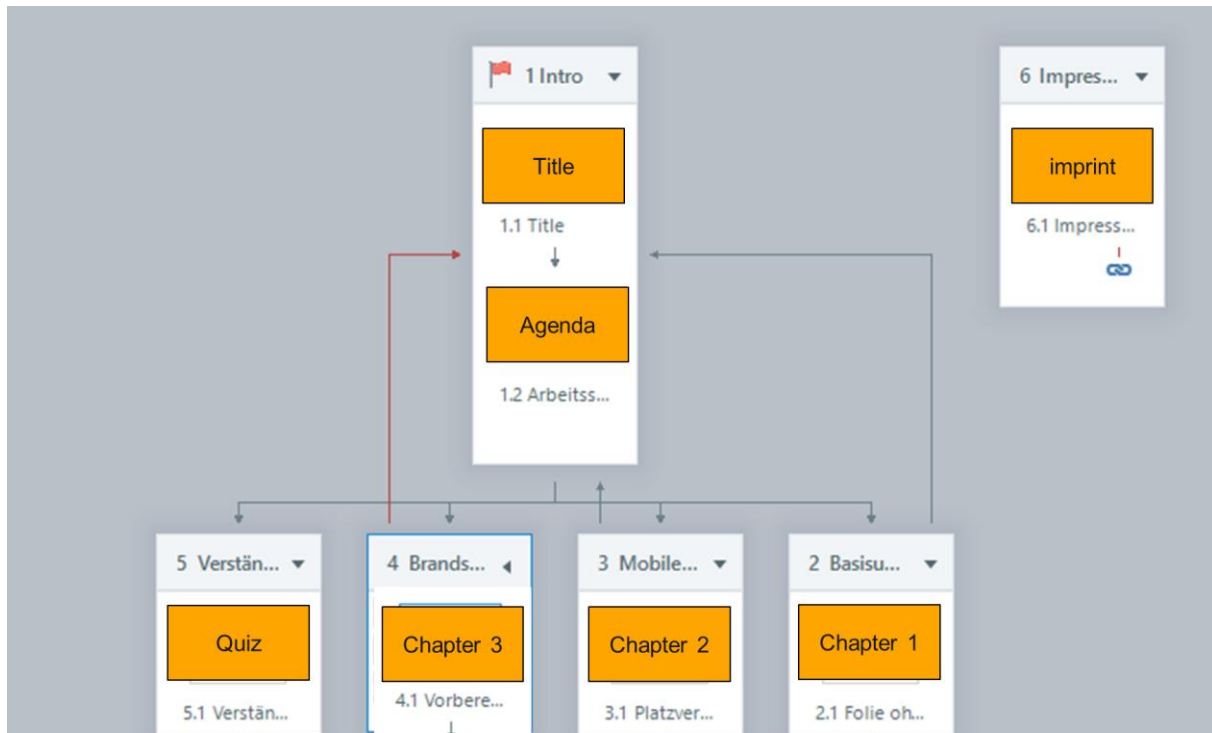 1 Intro
Title
1.1 Title
Agenda
1.2 Arbeitss...
6 Impres...
imprint
6.1 Impress...
5 Verstän...
Quiz
5.1 Verstän...
4 Brands...
Chapter 3
4.1 Vorbere...
3 Mobile...
Chapter 2
3.1 Platzver...
2 Basisu...
Chapter 1
2.1 Folie oh...